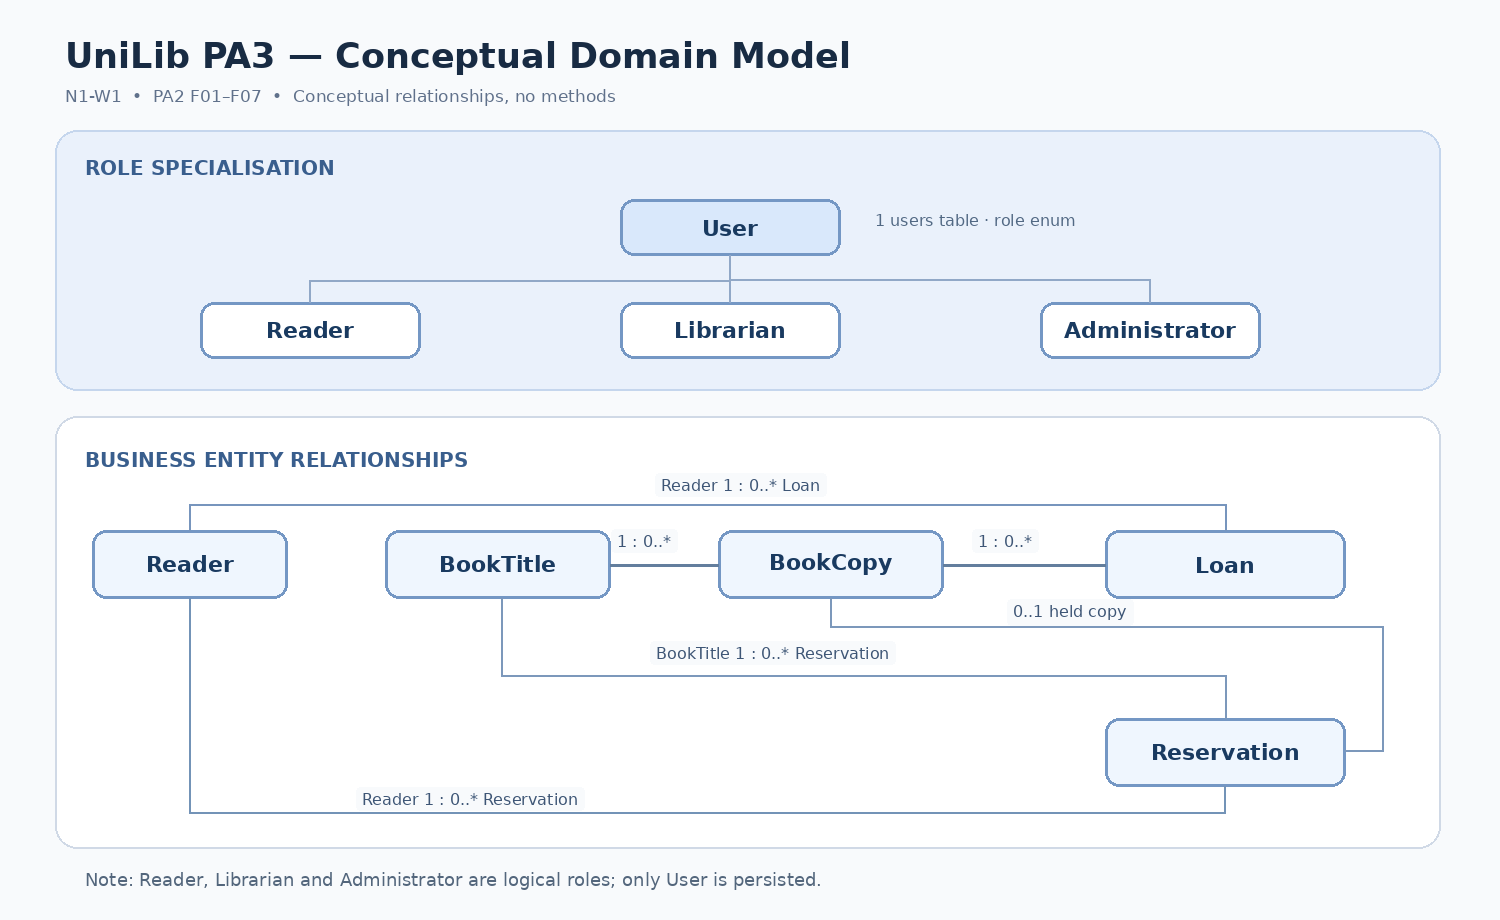 UniLib PA3 — Conceptual Domain Model
N1-W1 • PA2 F01–F07 • Conceptual relationships, no methods
ROLE SPECIALISATION
User
1 users table · role enum
Reader
Librarian
Administrator
BUSINESS ENTITY RELATIONSHIPS
Reader 1 : 0..* Loan
Reader
BookTitle
1 : 0..*
BookCopy
1 : 0..*
Loan
0..1 held copy
BookTitle 1 : 0..* Reservation
Reservation
Reader 1 : 0..* Reservation
Note: Reader, Librarian and Administrator are logical roles; only User is persisted.